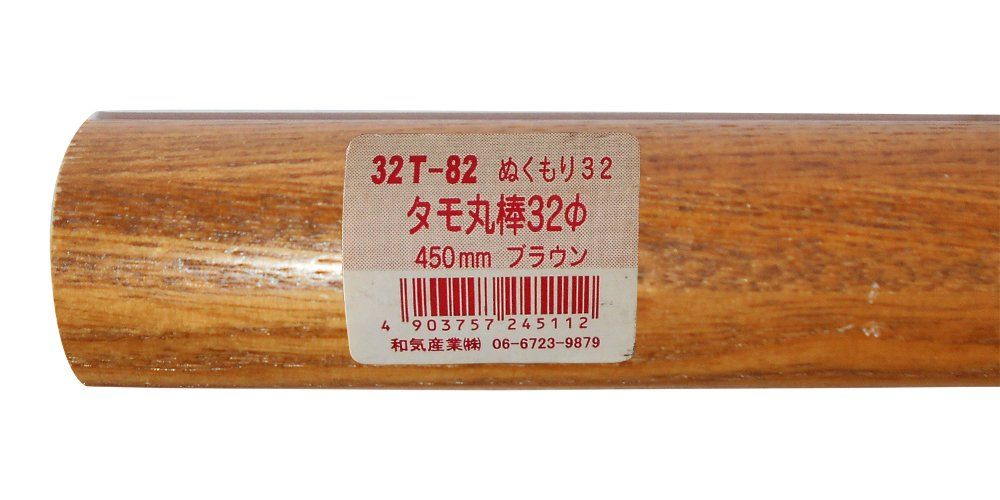 32T-82 ぬくもり32
タモ丸棒32φ
450mm ブラウン
4 903757 245112
和気産業㈱ 06-6723-9879